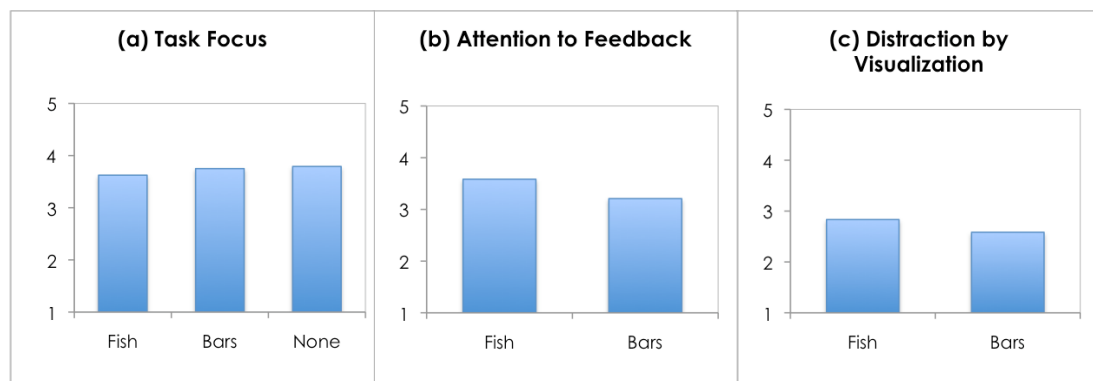 (a) Task Focus
5
4
3
2
1
Fish Bars None
(b) Attention to Feedback
5
4
3
2
1
Fish Bars
(c) Distraction by
Visualization
5
4
3
2
1
Fish Bars